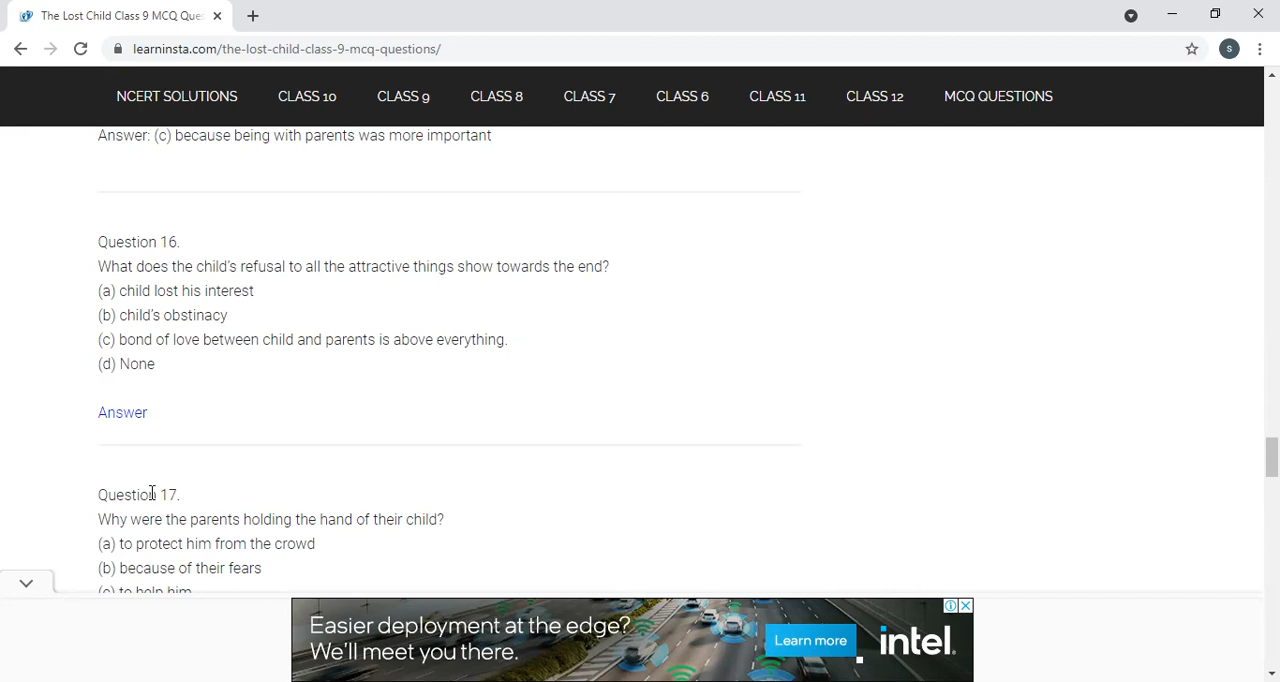 The Lost Child Class 9 MCQ Ques
learninsta.com/the-lost-child-class-9-mcq-questions/
S
NCERT SOLUTIONS CLASS 10 CLASS 9 CLASS 8 CLASS 7 CLASS 6 CLASS 11 CLASS 12 MCQ QUESTIONS
Answer: (c) because being with parents was more important
Question 16.
What does the child's refusal to all the attractive things show towards the end?
(a) child lost his interest
(b) child's obstinacy
(c) bond of love between child and parents is above everything.
(d) None
Answer
Question 17.
Why were the parents holding the hand of their child?
(a) to protect him from the crowd
(b) because of their fears
(c) to help him
Easier deployment at the edge?
We'll meet you there.
Learn more
intel.